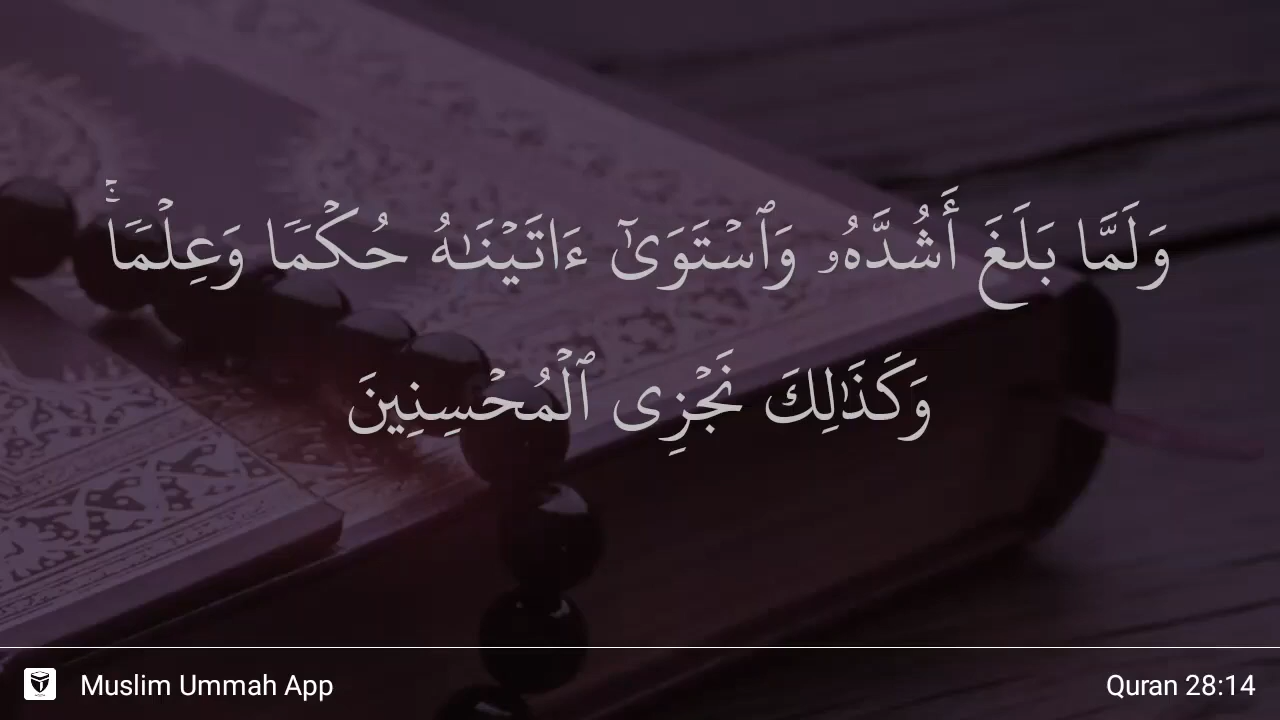 وَلَمَّا بَلَغَ أَشُدَّهُۥ وَٱسْتَوَىٰٓ ءَاتَيْنَـٰهُ حُكْمًا وَعِلْمًا ۚ
وَكَذَٰلِكَ نَجْزِى ٱلْمُحْسِنِينَ
Muslim Ummah App
Quran 28:14